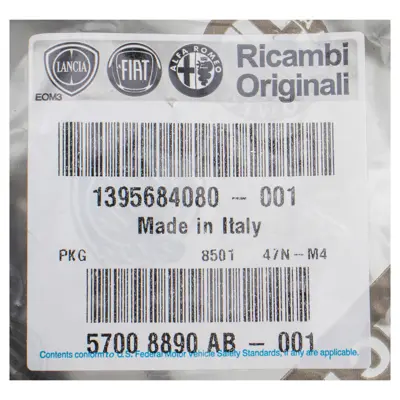 LANCIA FIAT ALFA ROMEO Ricambi
Originali
EOM3
1395684080 - 001
Made in Italy
PKG 8501 47N-M4
5700 8890 AB - 001
Contents conform to U.S. Federal Motor Vehicle Safety Standards, if any are applicable.